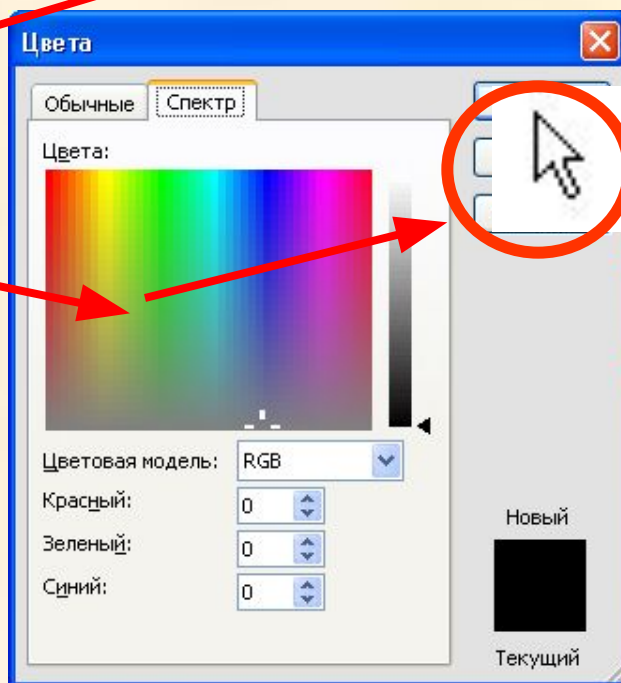 Цвета
Обычные Спектр
Цвета:
Цветовая модель: RGB
Красный: 0
Зеленый: 0
Синий: 0
Новый
Текущий